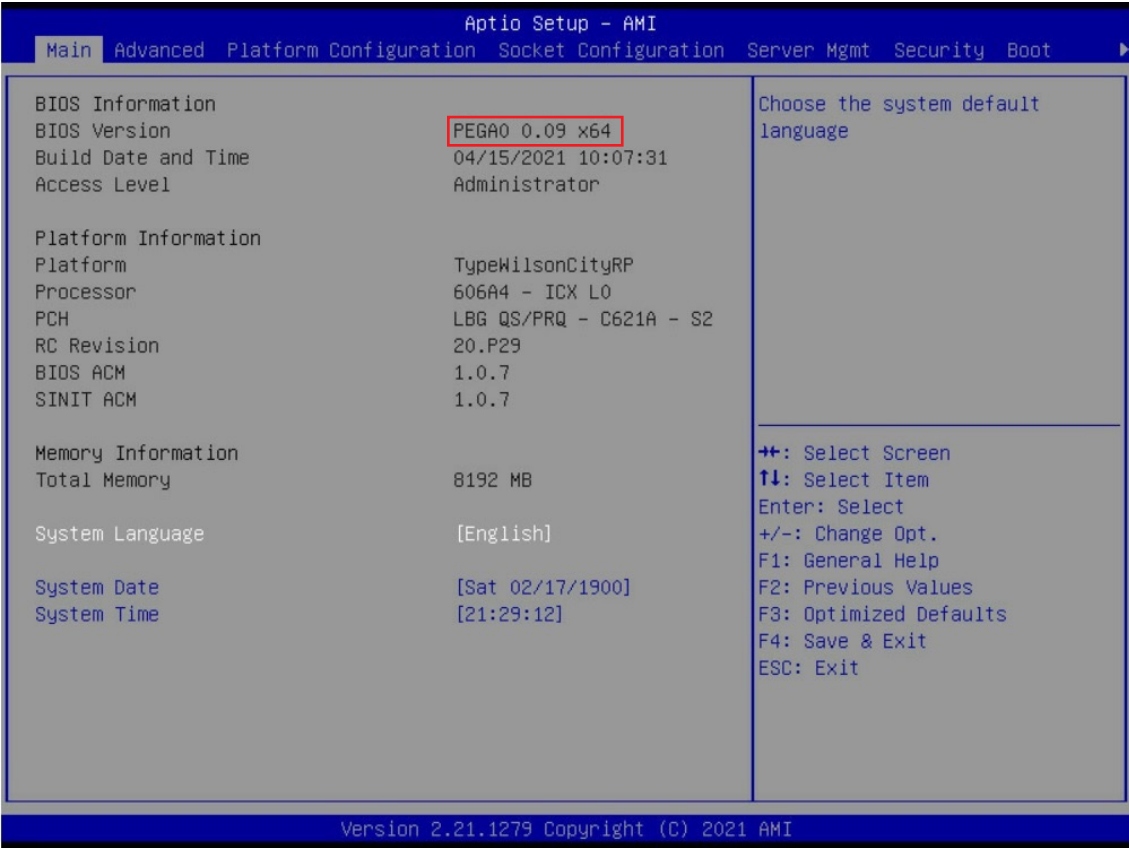 Aptio Setup - AMI
Main Advanced Platform Configuration Socket Configuration Server Mgmt Security Boot
BIOS Information
BIOS Version PEGA0 0.09 x64
Build Date and Time 04/15/2021 10:07:31
Access Level Administrator
Platform Information
Platform TypeWilsonCityRP
Processor 606A4 - ICX L0
PCH LBG QS/PRQ - C621A - S2
RC Revision 20.P29
BIOS ACM 1.0.7
SINIT ACM 1.0.7
Memory Information
Total Memory 8192 MB
System Language [English]
System Date [Sat 02/17/1900]
System Time [21:29:12]
Choose the system default
language
→←: Select Screen
↑↓: Select Item
Enter: Select
+/-: Change Opt.
F1: General Help
F2: Previous Values
F3: Optimized Defaults
F4: Save & Exit
ESC: Exit
Version 2.21.1279 Copyright (C) 2021 AMI